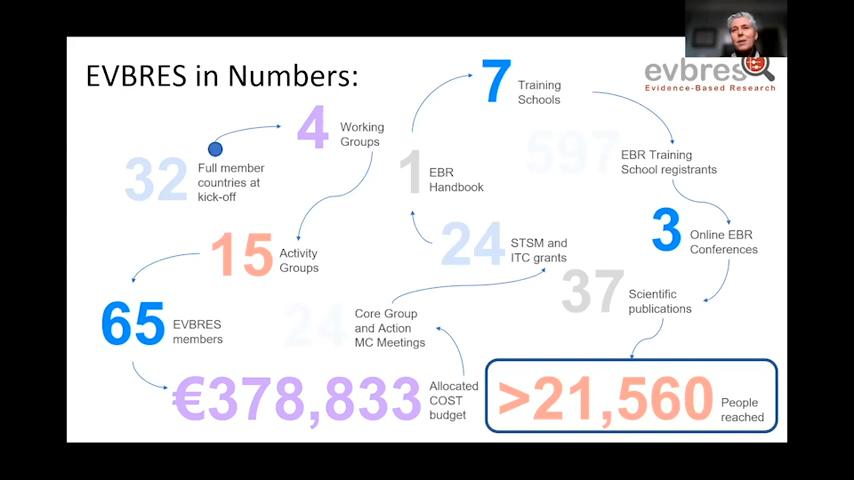 EVBRES in Numbers:
evbres
Evidence-Based Research
32
Full member
countries at
kick-off
4
Working
Groups
15
Activity
Groups
65
EVBRES
members
€378,833
Allocated
COST
budget
24
Core Group
and Action
MC Meetings
24
STSM and
ITC grants
1
EBR
Handbook
7
Training
Schools
597
EBR Training
School registrants
3
Online EBR
Conferences
37
Scientific
publications
>21,560
People
reached